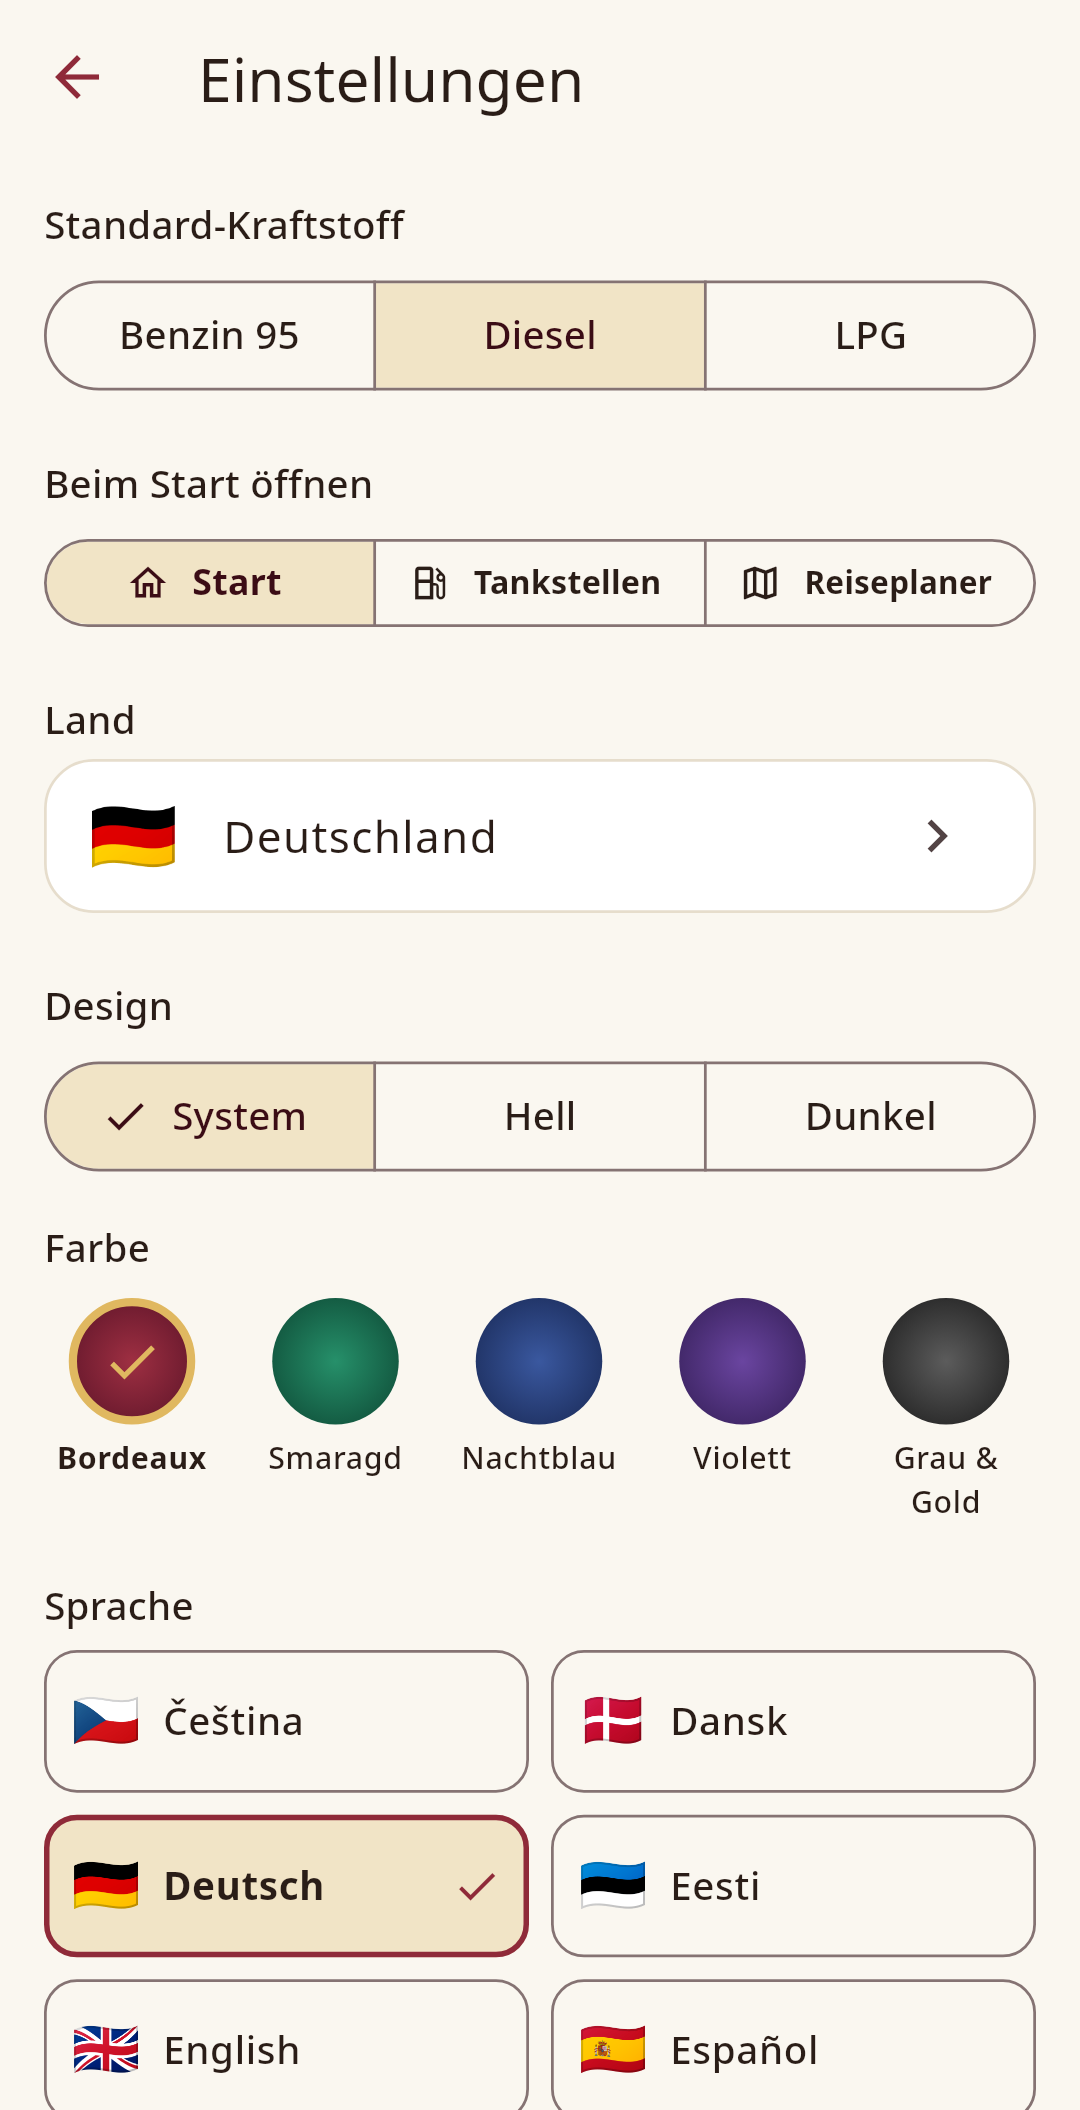 Einstellungen
Standard-Kraftstoff
Benzin 95 Diesel LPG
Beim Start öffnen
Start Tankstellen Reiseplaner
Land
Deutschland
Design
System Hell Dunkel
Farbe
Bordeaux Smaragd Nachtblau Violett Grau &
Gold
Sprache
Čeština Dansk
Deutsch Eesti
English Español